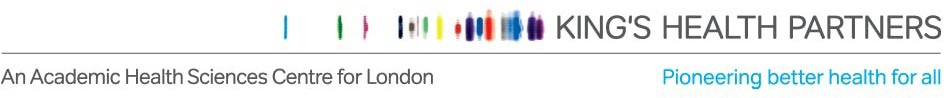 KING'S HEALTH PARTNERS
An Academic Health Sciences Centre for London
Pioneering better health for all